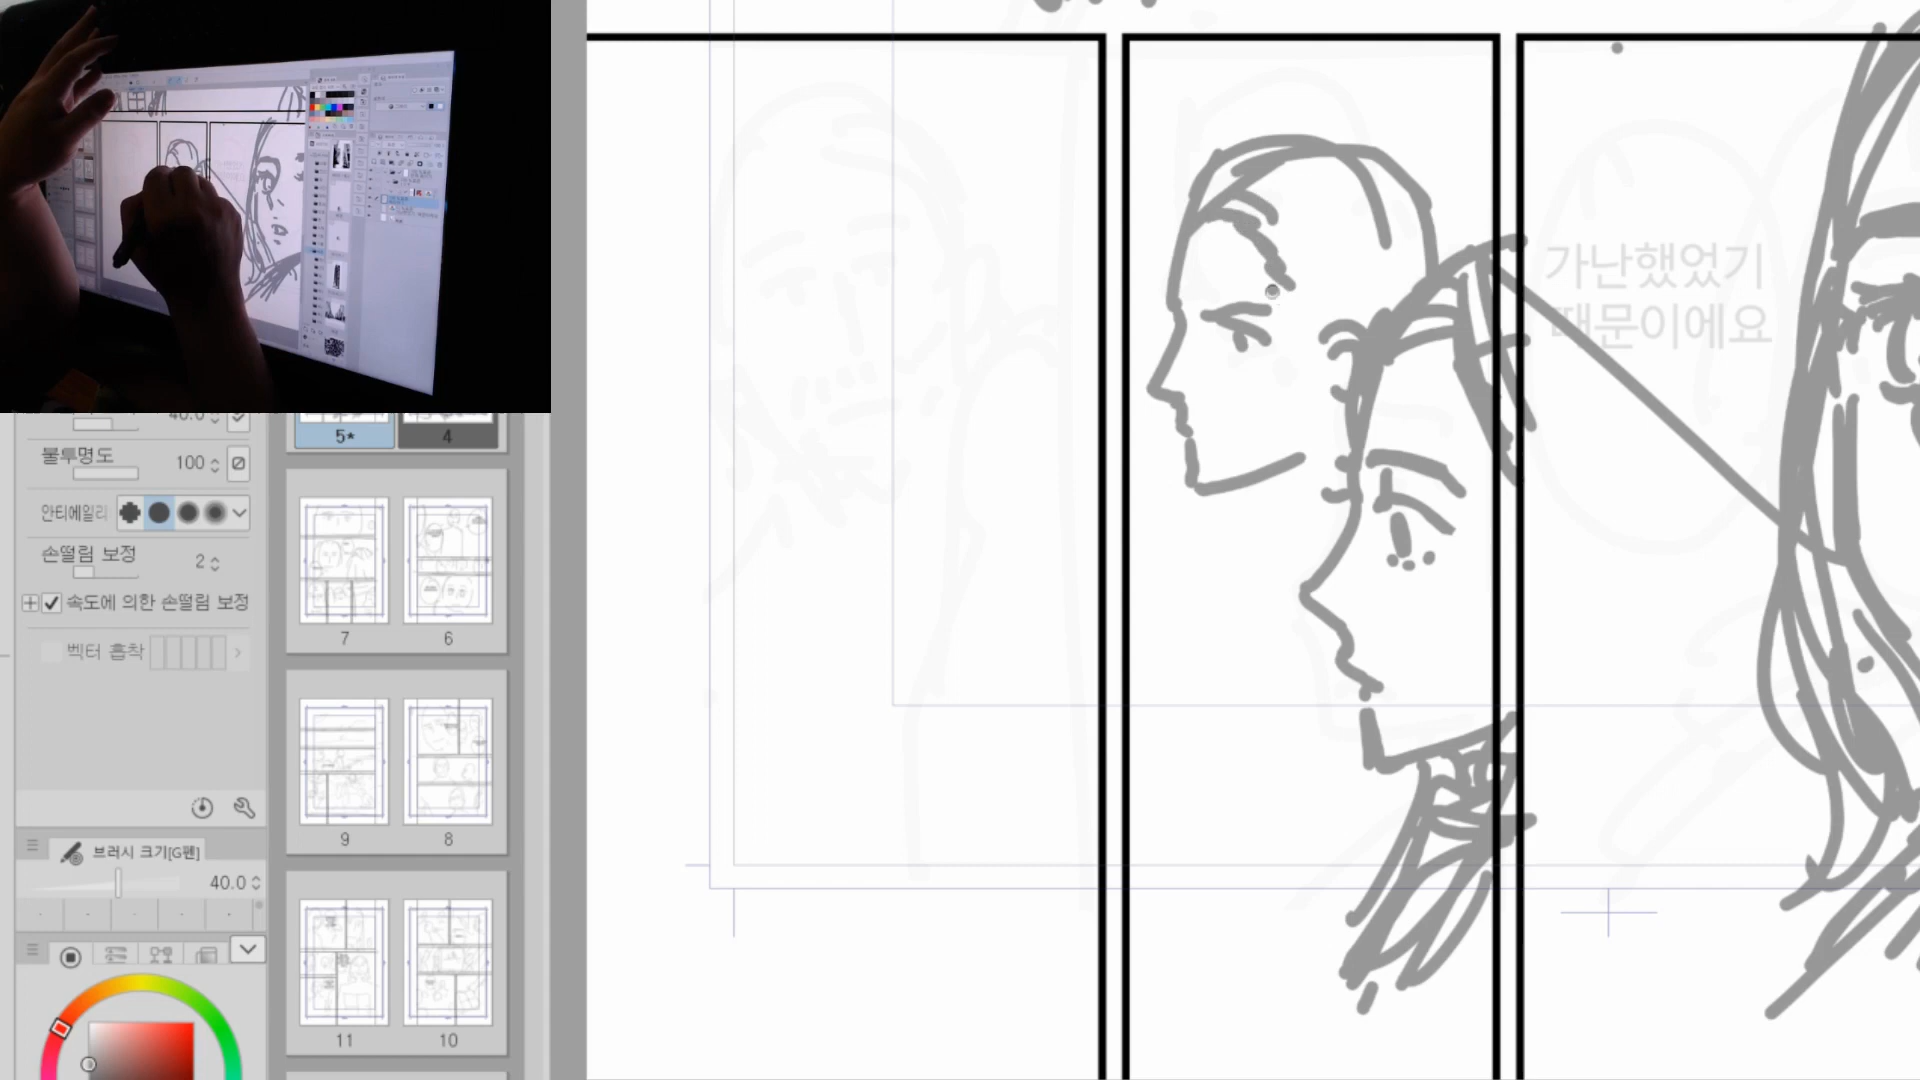 40.0
5*
4
불투명도
100
안티에일리
손떨림 보정
2
속도에 의한 손떨림 보정
벡터 흡착
7
6
9
8
브러시 크기[G펜]
40.0
11
10
가난했었기
때문이에요